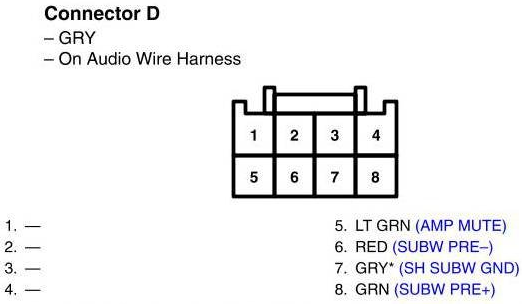 Connector D
– GRY
– On Audio Wire Harness
1 2 3 4
5 6 7 8
1. —
2. —
3. —
4. —
5. LT GRN (AMP MUTE)
6. RED (SUBW PRE–)
7. GRY* (SH SUBW GND)
8. GRN (SUBW PRE+)